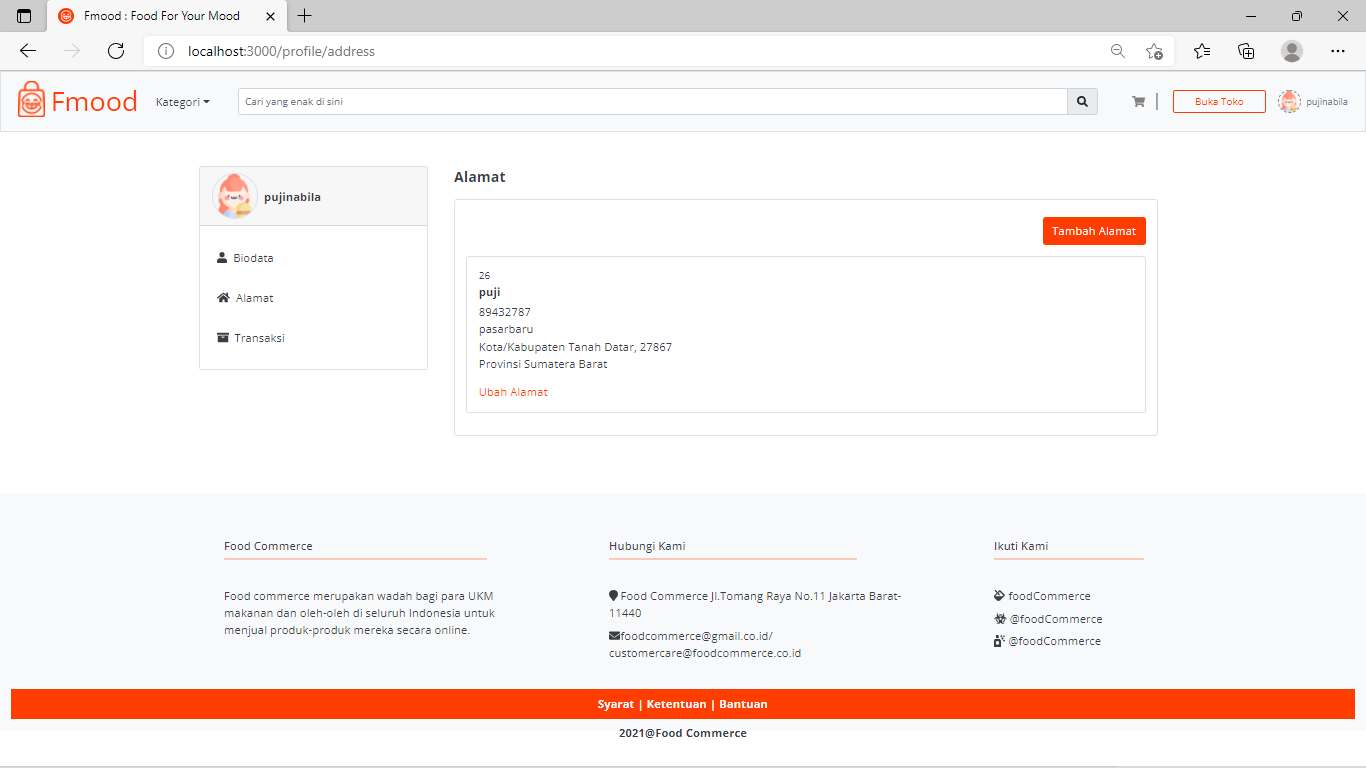 Fmood : Food For Your Mood
localhost:3000/profile/address
Fmood
Kategori
Cari yang enak di sini
Buka Toko
pujinabila
pujinabila
Biodata
Alamat
Transaksi
Alamat
Tambah Alamat
26
puji
89432787
pasarbaru
Kota/Kabupaten Tanah Datar, 27867
Provinsi Sumatera Barat
Ubah Alamat
Food Commerce
Food commerce merupakan wadah bagi para UKM
makanan dan oleh-oleh di seluruh Indonesia untuk
menjual produk-produk mereka secara online.
Hubungi Kami
Food Commerce Jl.Tomang Raya No.11 Jakarta Barat-
11440
foodcommerce@gmail.co.id/
customercare@foodcommerce.co.id
Ikuti Kami
foodCommerce
@foodCommerce
@foodCommerce
Syarat | Ketentuan | Bantuan
2021@Food Commerce